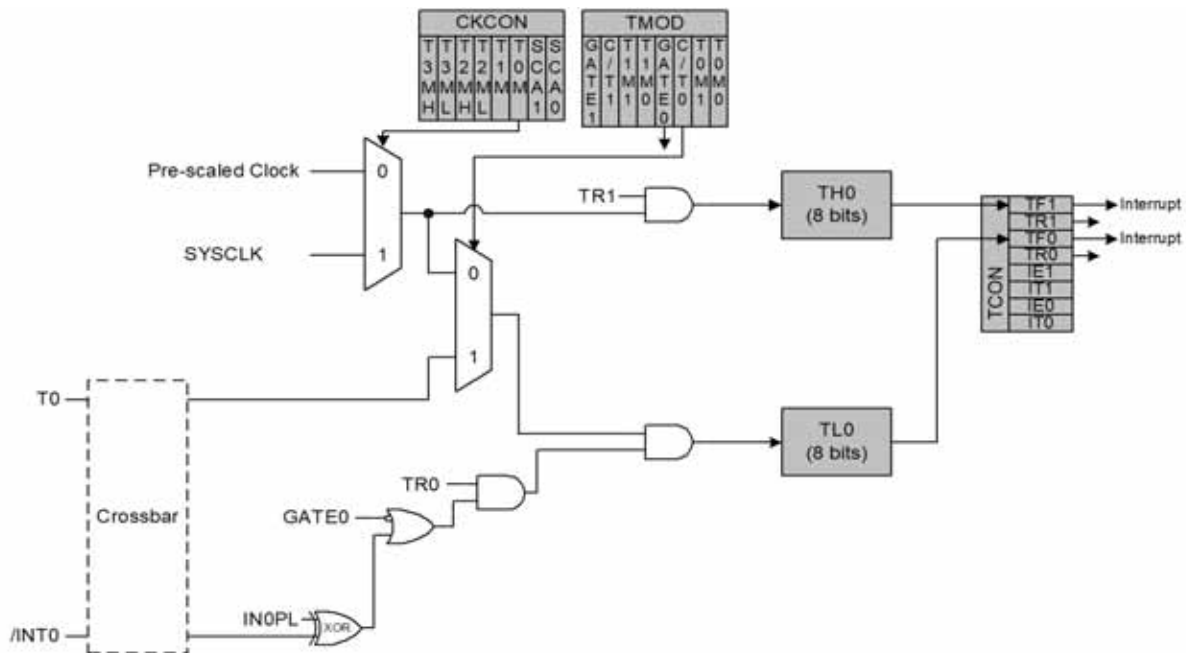 CKCON
T3MH
T3ML
T2MH
T2ML
T1M
T0M
SCA1
SCA0
TMOD
GATE1
C/T1
T1M1
T1M0
GATE0
C/T0
T0M1
T0M0
Pre-scaled Clock
0
SYSCLK
1
TR1
TH0
(8 bits)
TCON
TF1
TR1
TF0
TR0
IE1
IT1
IE0
IT0
Interrupt
Interrupt
0
1
T0
Crossbar
/INT0
TL0
(8 bits)
TR0
GATE0
IN0PL
XOR